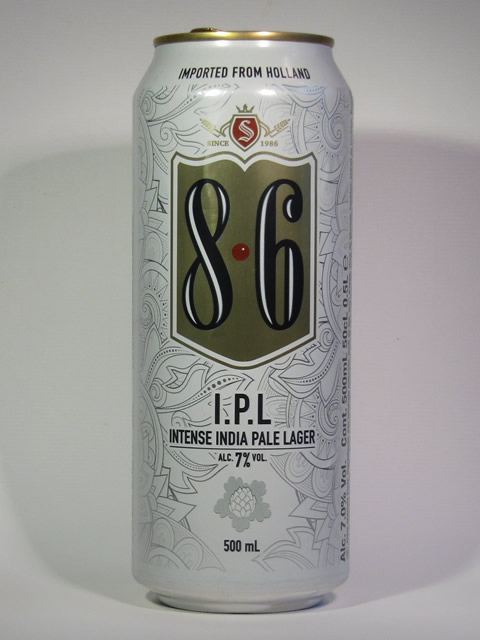 IMPORTED FROM HOLLAND
S
SINCE 1986
8·6
I.P.L
INTENSE INDIA PALE LAGER
ALC. 7% VOL.
500 mL
Alc. 7.0% Vol. Cont. 500mL 50cl 0.5L e